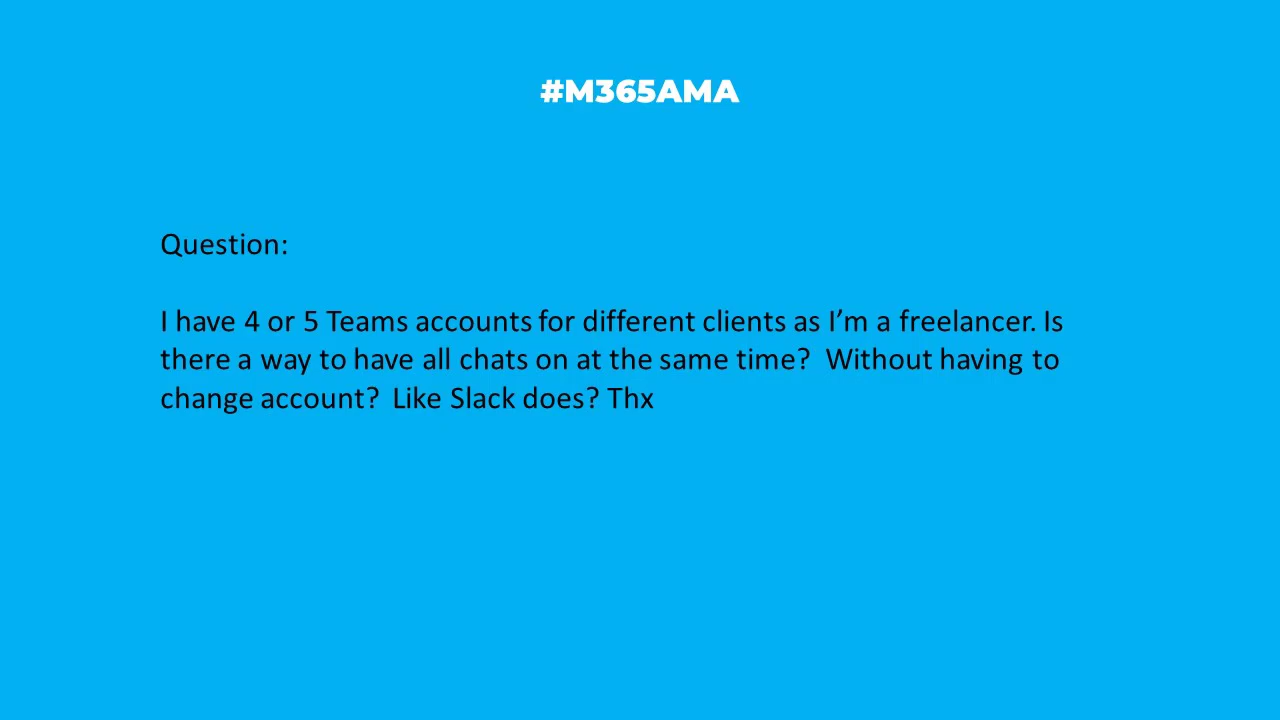 #M365AMA
Question:
I have 4 or 5 Teams accounts for different clients as I’m a freelancer. Is
there a way to have all chats on at the same time?  Without having to
change account?  Like Slack does? Thx